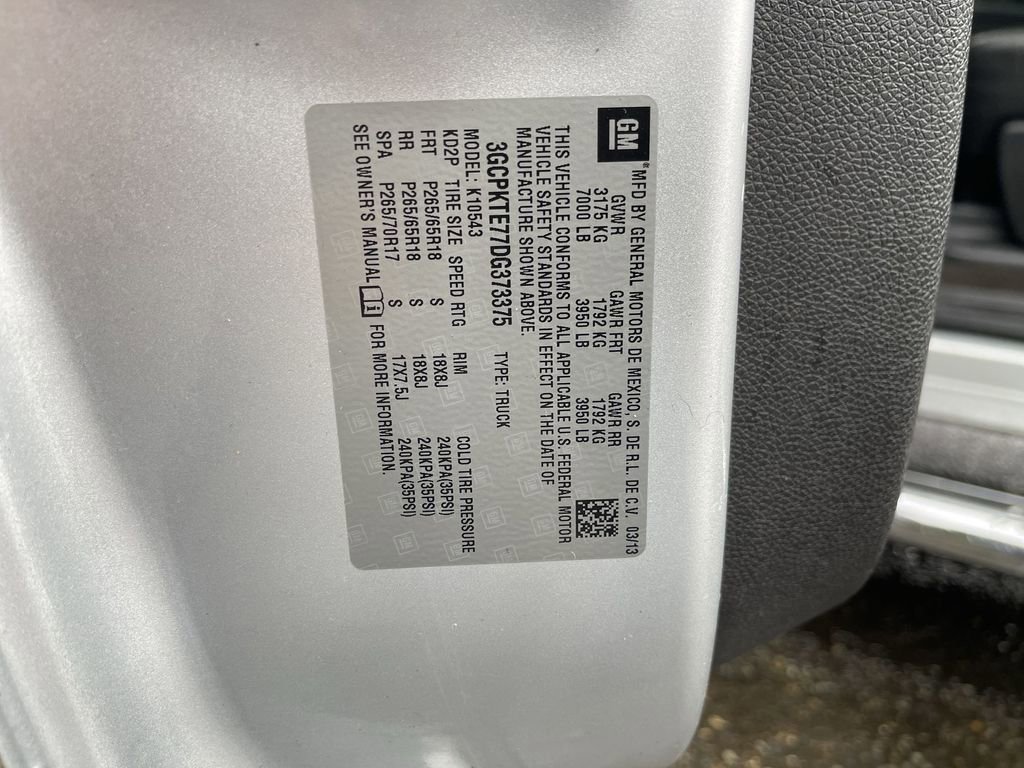 GM
® MFD BY GENERAL MOTORS DE MEXICO, S. DE R.L. DE C.V. 03/13
GVWR GAWR FRT GAWR RR
3175 KG 1792 KG 1792 KG
7000 LB 3950 LB 3950 LB
THIS VEHICLE CONFORMS TO ALL APPLICABLE U.S. FEDERAL MOTOR
VEHICLE SAFETY STANDARDS IN EFFECT ON THE DATE OF
MANUFACTURE SHOWN ABOVE.
3GCPKTE77DG373375 TYPE: TRUCK
MODEL: K10543
KD2P TIRE SIZE SPEED RTG RIM COLD TIRE PRESSURE
FRT P265/65R18 S 18X8J 240KPA(35PSI)
RR P265/65R18 S 18X8J 240KPA(35PSI)
SPA P265/70R17 S 17X7.5J 240KPA(35PSI)
SEE OWNER'S MANUAL i FOR MORE INFORMATION.